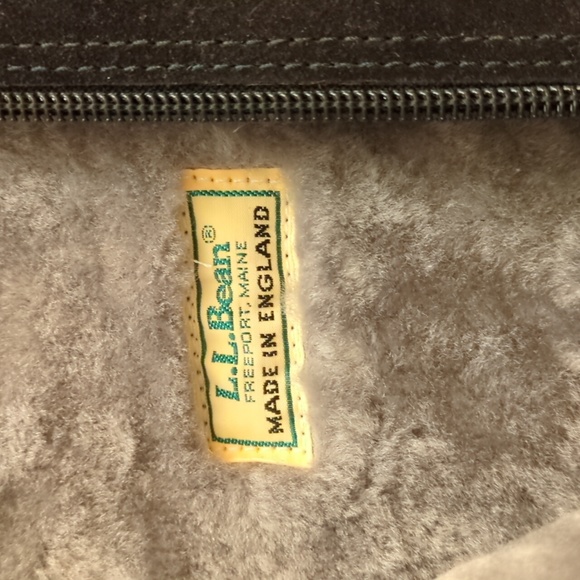 L.L.Bean®
FREEPORT, MAINE
MADE IN ENGLAND